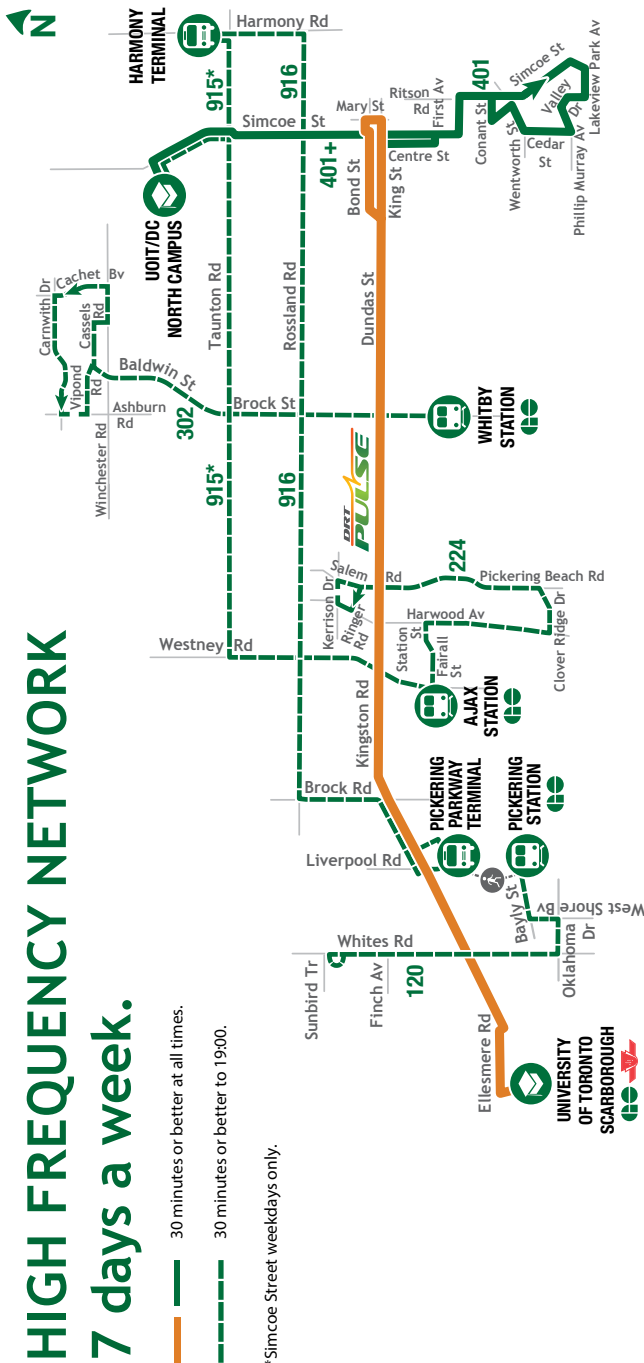 HIGH FREQUENCY NETWORK
7 days a week.
30 minutes or better at all times.
30 minutes or better to 19:00.
*Simcoe Street weekdays only.
N
HARMONY
TERMINAL
Harmony Rd
915*
916
Mary St
Ritson
Rd
First Av
401
Simcoe St
Valley
Dr
Lakeview Park Av
Simcoe St
401+
Bond St
King St
Centre St
Conant St
Wentworth St
Cedar
St
Phillip Murray Av
UOIT/DC
NORTH CAMPUS
Carnwith Dr
Cachet Bv
Cassels
Rd
Vipond
Rd
Baldwin St
Ashburn
Rd
Winchester Rd
302
Taunton Rd
Rossland Rd
Dundas St
Brock St
WHITBY
STATION
GO
915*
916
DRT
PULSE
Salem Rd
224
Pickering Beach Rd
Kerrison Dr
Ringer
Rd
Harwood Av
Station
St
Fairall
St
Clover Ridge Dr
Westney Rd
AJAX
STATION
GO
Kingston Rd
Brock Rd
PICKERING
PARKWAY
TERMINAL
PICKERING
STATION
GO
Liverpool Rd
Bayly St
West Shore Bv
Whites Rd
Sunbird Tr
Finch Av
120
Oklahoma
Dr
Ellesmere Rd
UNIVERSITY
OF TORONTO
SCARBOROUGH
GO